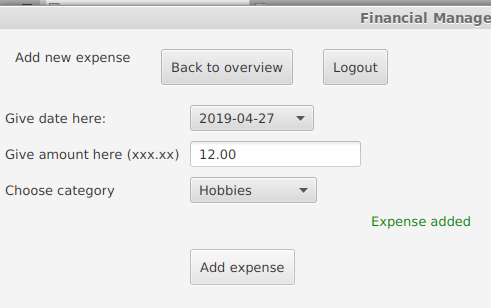 Financial Manage
Add new expense Back to overview Logout
Give date here: 2019-04-27
Give amount here (xxx.xx) 12.00
Choose category Hobbies
Expense added
Add expense